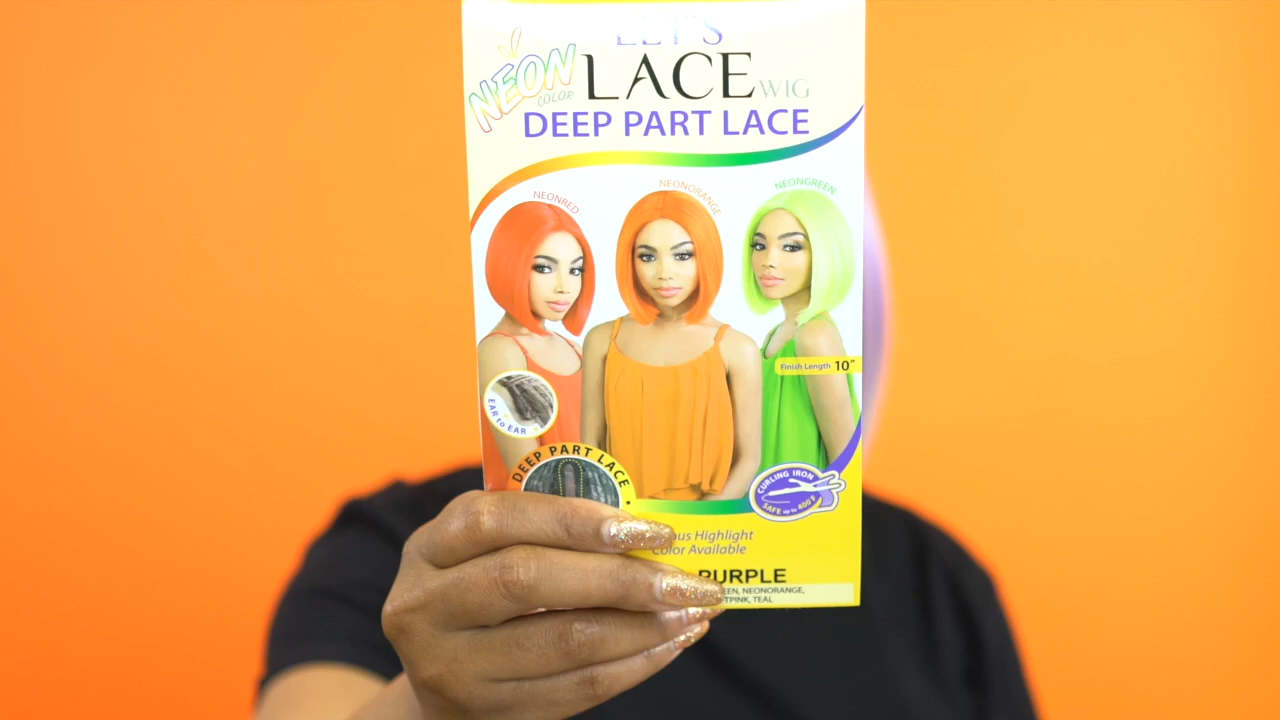 LET'S
NEON
COLOR
LACE WIG
DEEP PART LACE
NEONRED
NEONORANGE
NEONGREEN
Finish Length 10"
EAR to EAR
DEEP PART LACE
CURLING IRON
SAFE up to 400 F
Highlight
Color Available
PURPLE
NEONORANGE,
TEAL